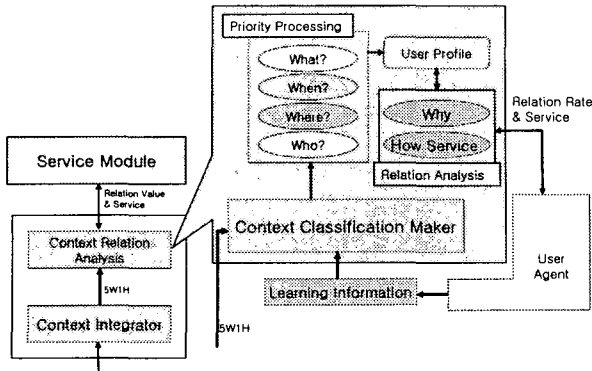 Priority Processing
What?
When?
Where?
Who?
User Profile
Why
How Service
Relation Analysis
Relation Rate
& Service
Service Module
Relation Value
& Service
Context Relation
Analysis
5W1H
Context Integrator
Context Classification Maker
Learning Information
5W1H
User
Agent